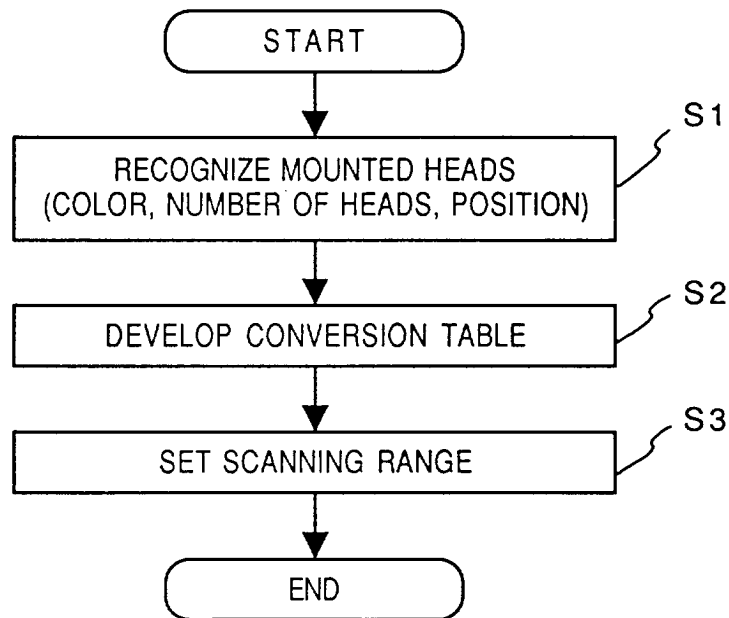 START
S1
RECOGNIZE MOUNTED HEADS
(COLOR, NUMBER OF HEADS, POSITION)
S2
DEVELOP CONVERSION TABLE
S3
SET SCANNING RANGE
END